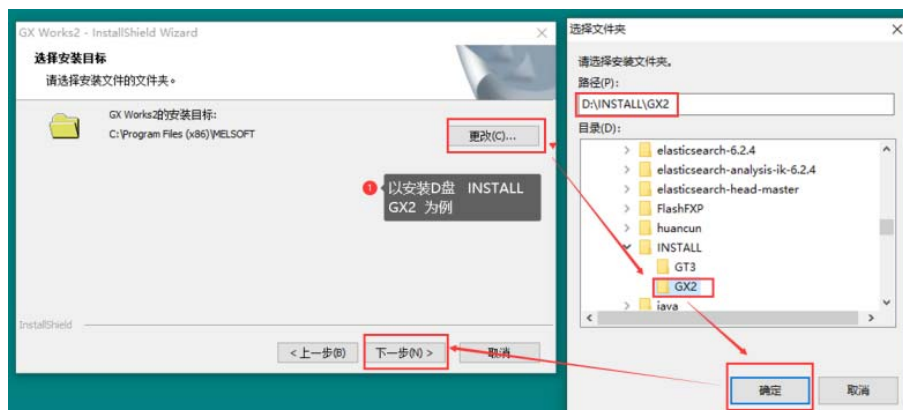 GX Works2 - InstallShield Wizard
选择安装目标
请选择安装文件的文件夹。
GX Works2的安装目标:
C:\Program Files (x86)\MELSOFT
更改(C)...
1 以安装D盘 INSTALL
GX2 为例
InstallShield
<上一步(B)
下一步(N) >
取消
选择文件夹
请选择安装文件夹。
路径(P):
D:\INSTALL\GX2
目录(D):
elasticsearch-6.2.4
elasticsearch-analysis-ik-6.2.4
elasticsearch-head-master
FlashFXP
huancun
INSTALL
GT3
GX2
java
确定
取消